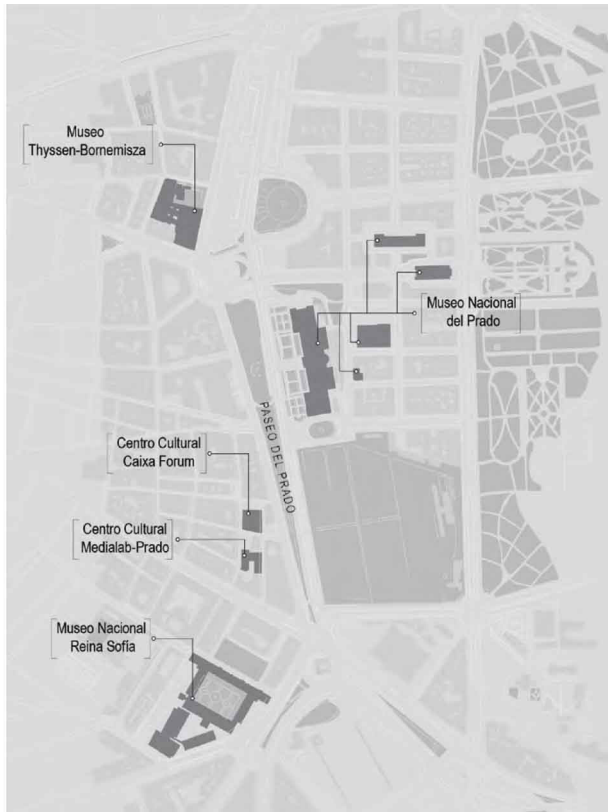 Museo
Thyssen-Bornemisza
Museo Nacional
del Prado
PASEO DEL PRADO
Centro Cultural
Caixa Forum
Centro Cultural
Medialab-Prado
Museo Nacional
Reina Sofía